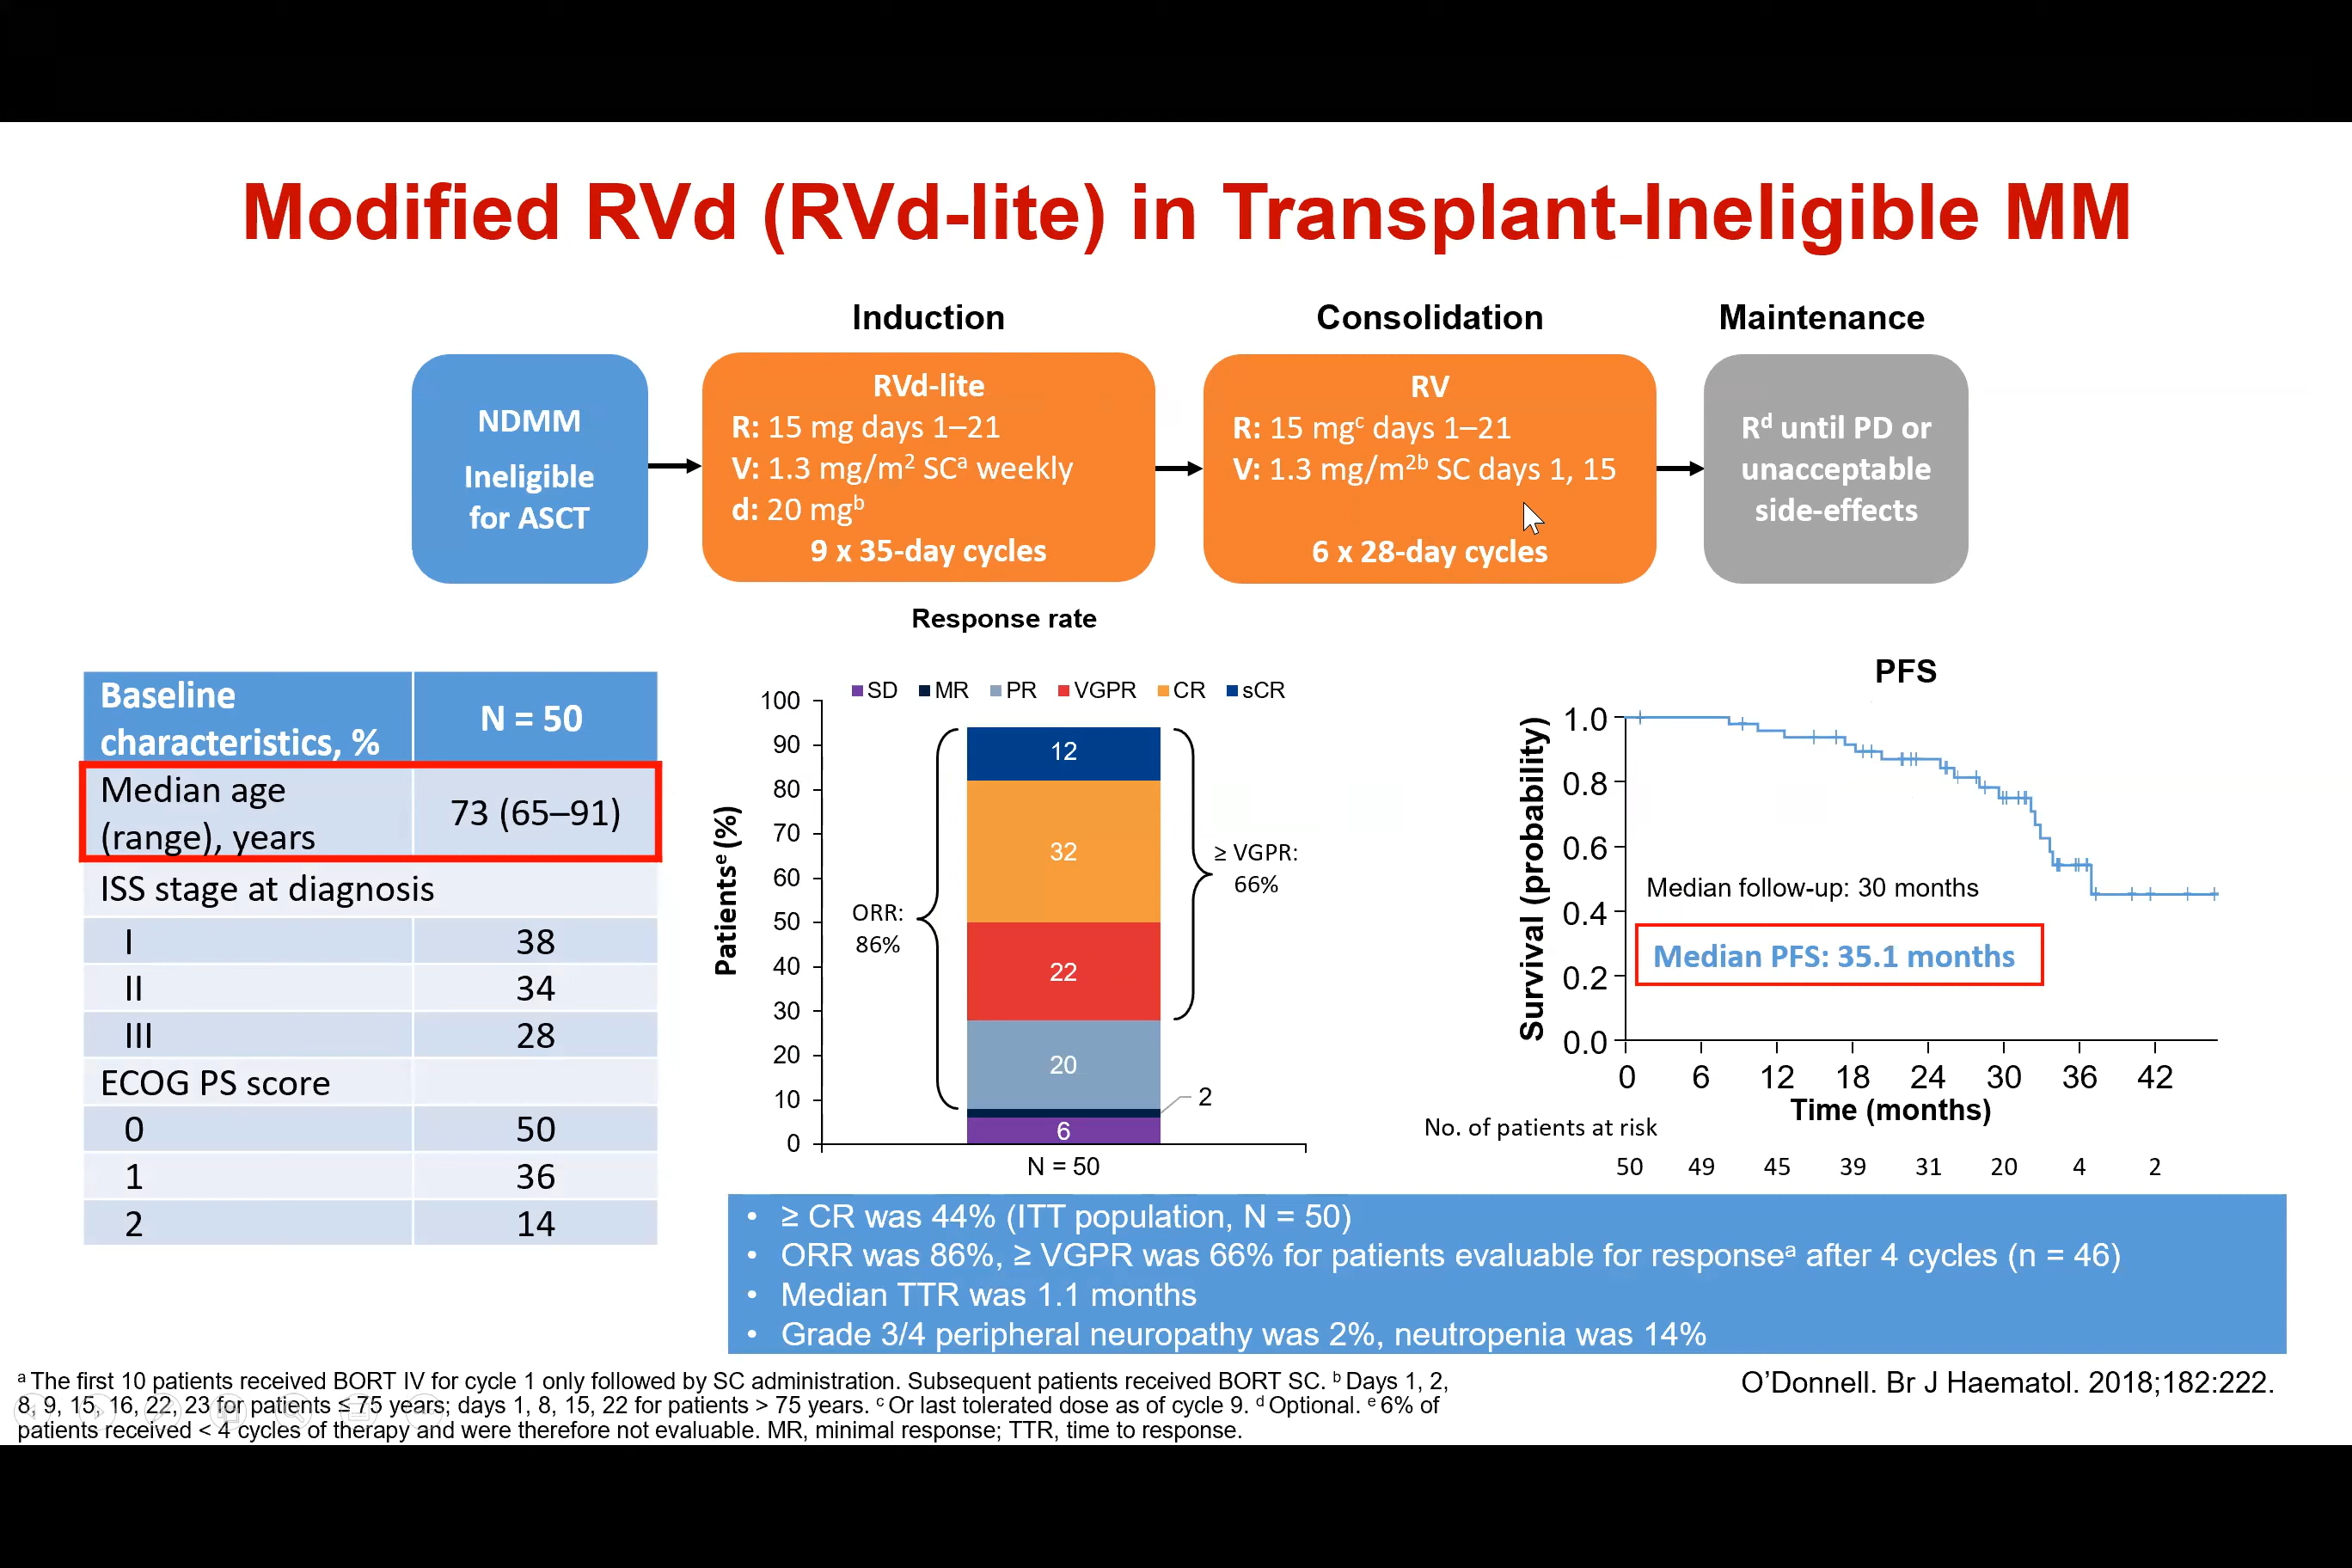 Modified RVd (RVd-lite) in Transplant-Ineligible MM
Induction
Consolidation
Maintenance
NDMM
Ineligible
for ASCT
RVd-lite
R: 15 mg days 1–21
V: 1.3 mg/m² SCᵃ weekly
d: 20 mgᵇ
9 x 35-day cycles
RV
R: 15 mgᶜ days 1–21
V: 1.3 mg/m²ᵇ SC days 1, 15
6 x 28-day cycles
Rᵈ until PD or
unacceptable
side-effects
Baseline
characteristics, %
N = 50
Median age
(range), years
73 (65–91)
ISS stage at diagnosis
I 38
II 34
III 28
ECOG PS score
0 50
1 36
2 14
Response rate
SD MR PR VGPR CR sCR
Patientsᵉ (%)
100
90
80
70
60
50
40
30
20
10
0
12
32
22
20
2
6
ORR:
86%
≥ VGPR:
66%
N = 50
PFS
Survival (probability)
1.0
0.8
0.6
0.4
0.2
0.0
Median follow-up: 30 months
Median PFS: 35.1 months
0 6 12 18 24 30 36 42
Time (months)
No. of patients at risk
50 49 45 39 31 20 4 2
• ≥ CR was 44% (ITT population, N = 50)
• ORR was 86%, ≥ VGPR was 66% for patients evaluable for responseᵃ after 4 cycles (n = 46)
• Median TTR was 1.1 months
• Grade 3/4 peripheral neuropathy was 2%, neutropenia was 14%
ᵃ The first 10 patients received BORT IV for cycle 1 only followed by SC administration. Subsequent patients received BORT SC. ᵇ Days 1, 2,
8, 9, 15, 16, 22, 23 for patients ≤ 75 years; days 1, 8, 15, 22 for patients > 75 years. ᶜ Or last tolerated dose as of cycle 9. ᵈ Optional. ᵉ 6% of
patients received < 4 cycles of therapy and were therefore not evaluable. MR, minimal response; TTR, time to response.
O’Donnell. Br J Haematol. 2018;182:222.